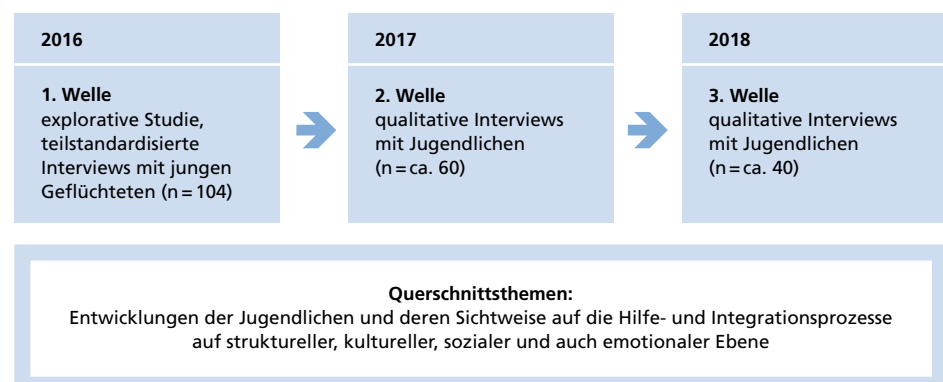 2016
1. Welle
explorative Studie,
teilstandardisierte
Interviews mit jungen
Geflüchteten (n = 104)
2017
2. Welle
qualitative Interviews
mit Jugendlichen
(n = ca. 60)
2018
3. Welle
qualitative Interviews
mit Jugendlichen
(n = ca. 40)
Querschnittsthemen:
Entwicklungen der Jugendlichen und deren Sichtweise auf die Hilfe- und Integrationsprozesse
auf struktureller, kultureller, sozialer und auch emotionaler Ebene